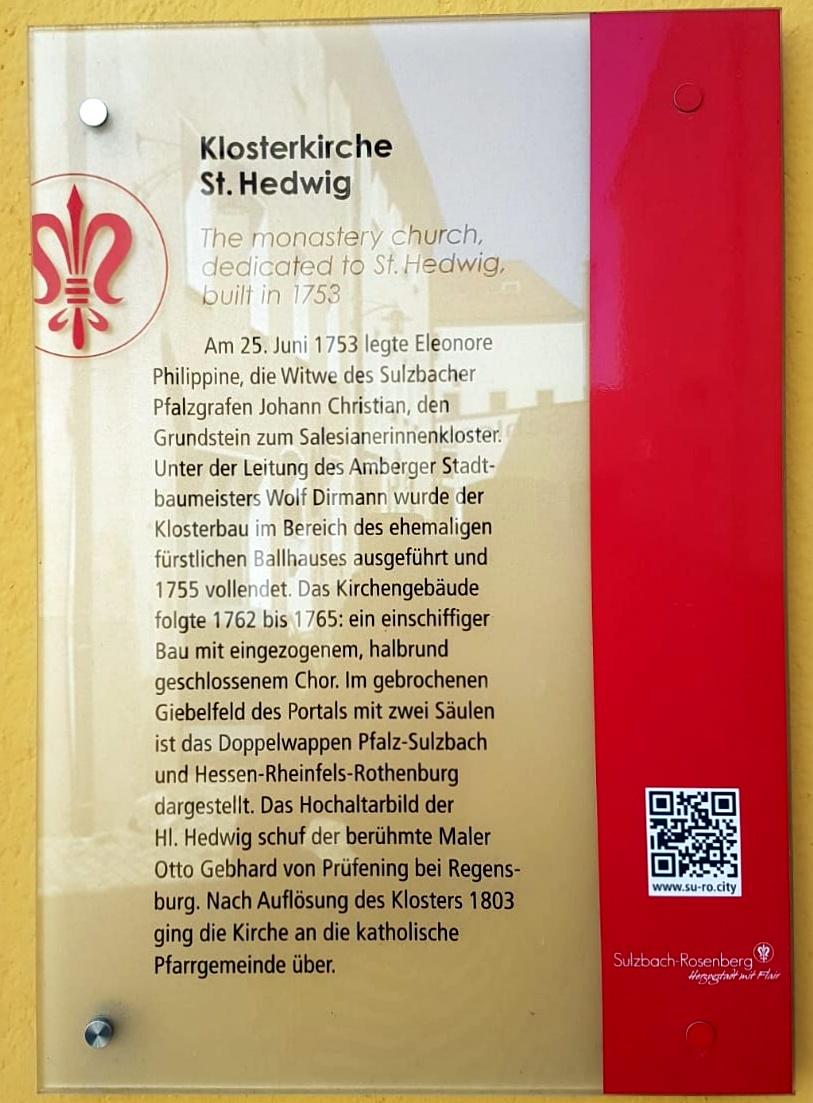 Klosterkirche
St. Hedwig
The monastery church,
dedicated to St. Hedwig,
built in 1753
Am 25. Juni 1753 legte Eleonore
Philippine, die Witwe des Sulzbacher
Pfalzgrafen Johann Christian, den
Grundstein zum Salesianerinnenkloster.
Unter der Leitung des Amberger Stadt-
baumeisters Wolf Dirmann wurde der
Klosterbau im Bereich des ehemaligen
fürstlichen Ballhauses ausgeführt und
1755 vollendet. Das Kirchengebäude
folgte 1762 bis 1765: ein einschiffiger
Bau mit eingezogenem, halbrund
geschlossenem Chor. Im gebrochenen
Giebelfeld des Portals mit zwei Säulen
ist das Doppelwappen Pfalz-Sulzbach
und Hessen-Rheinfels-Rothenburg
dargestellt. Das Hochaltarbild der
Hl. Hedwig schuf der berühmte Maler
Otto Gebhard von Prüfening bei Regens-
burg. Nach Auflösung des Klosters 1803
ging die Kirche an die katholische
Pfarrgemeinde über.
www.su-ro.city
Sulzbach-Rosenberg
Herzogstadt mit Flair